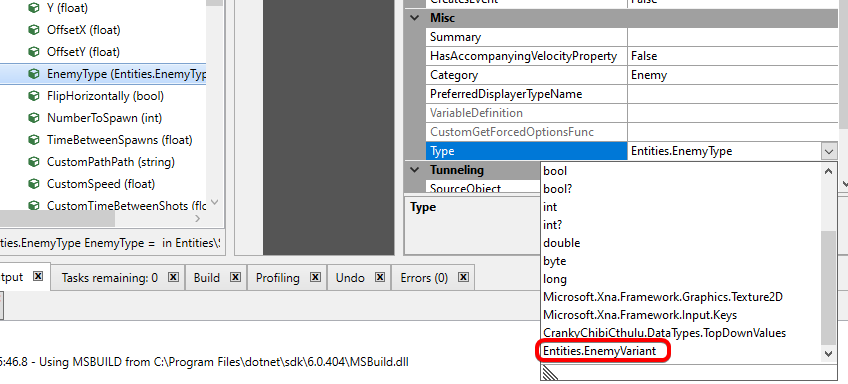 Y (float)
OffsetX (float)
OffsetY (float)
EnemyType (Entities.EnemyTyp
FlipHorizontally (bool)
NumberToSpawn (int)
TimeBetweenSpawns (float)
CustomPathPath (string)
CustomSpeed (float)
CustomTimeBetweenShots (flo
ties.EnemyType EnemyType = in Entities\S
CreatesEvent False
Misc
Summary
HasAccompanyingVelocityProperty False
Category Enemy
PreferredDisplayerTypeName
VariableDefinition
CustomGetForcedOptionsFunc
Type Entities.EnemyType
Tunneling
SourceObject
Type
bool
bool?
int
int?
double
byte
long
Microsoft.Xna.Framework.Graphics.Texture2D
Microsoft.Xna.Framework.Input.Keys
CrankyChibiCthulu.DataTypes.TopDownValues
Entities.EnemyVariant
tput Tasks remaining: 0 Build Profiling Undo Errors (0)
5:46.8 - Using MSBUILD from C:\Program Files\dotnet\sdk\6.0.404\MSBuild.dll